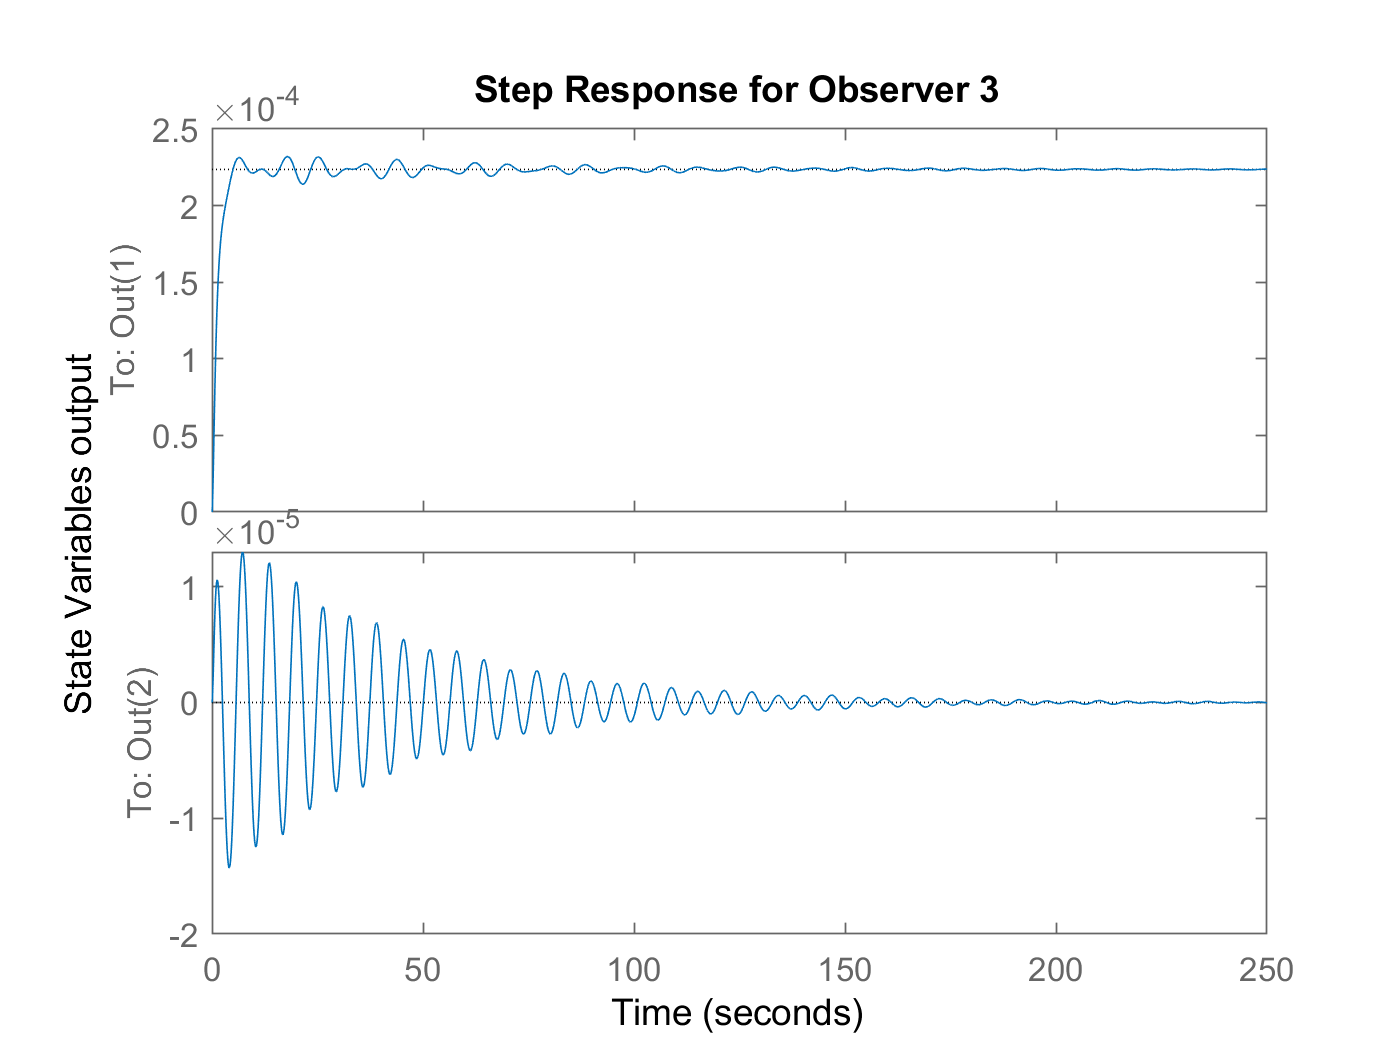 Step Response for Observer 3
×10-4
2.5
2
1.5
1
0.5
0
To: Out(1)
State Variables output
×10-5
1
0
-1
-2
To: Out(2)
0 50 100 150 200 250
Time (seconds)